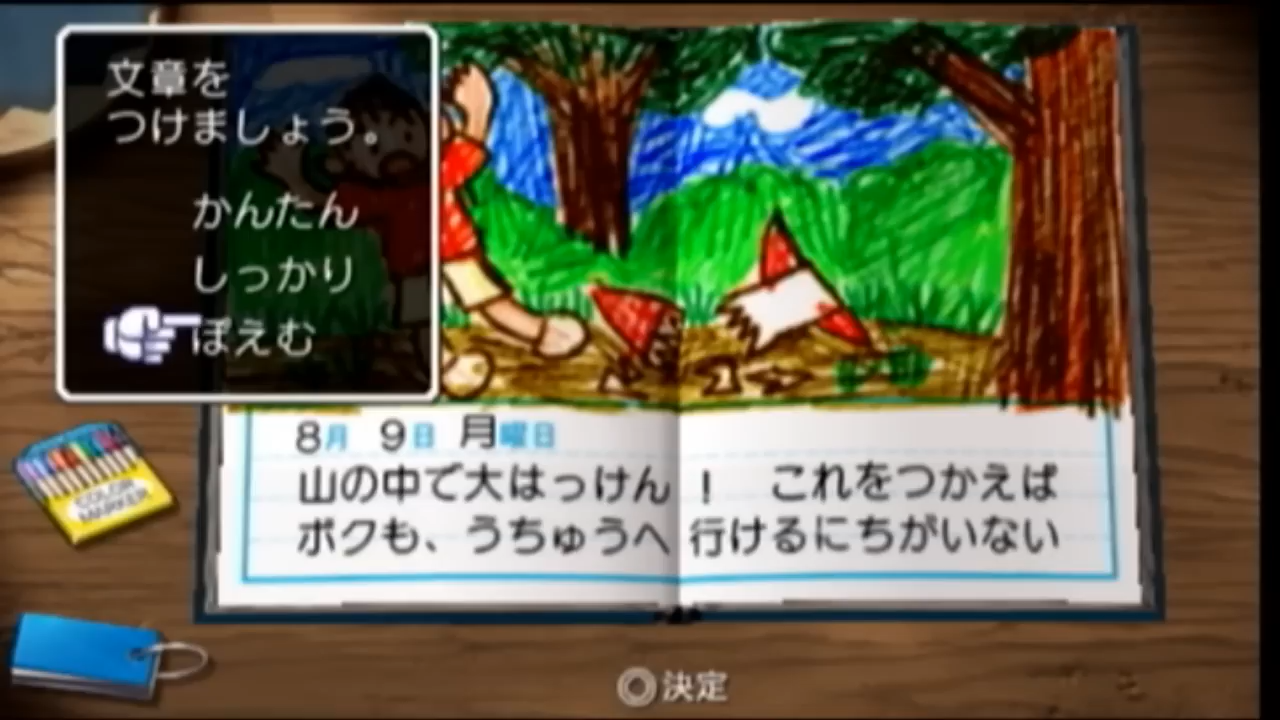 文章を
つけましょう。
かんたん
しっかり
ぽえむ
8月 9日 月曜日
山の中で大はっけん！ これをつかえば
ボクも、うちゅうへ行けるにちがいない
COLOR
MARKER
◎決定